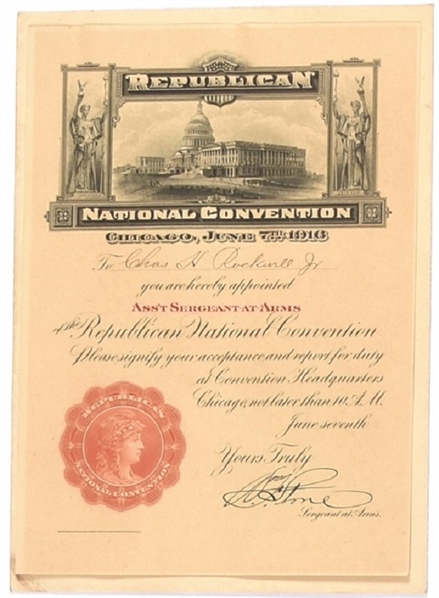 REPUBLICAN
NATIONAL CONVENTION
CHICAGO, JUNE 7TH, 1916
To Chas H Rockwell Jr
you are hereby appointed
ASS'T SERGEANT AT ARMS
of the Republican National Convention
Please signify your acceptance and report for duty
at Convention Headquarters
Chicago, not later than 10 A.M.
June seventh
REPUBLICAN
NATIONAL CONVENTION
Yours Truly
Stone
Sergeant at Arms.